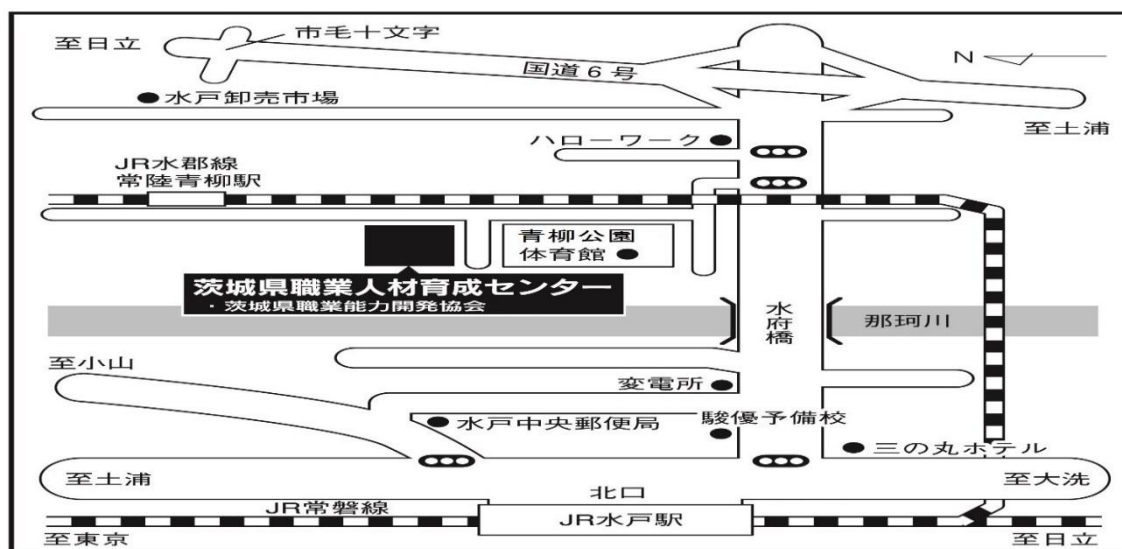 市毛十文字
至日立
国道6号
N
水戸卸売市場
至土浦
ハローワーク
JR水郡線
常陸青柳駅
青柳公園
体育館
茨城県職業人材育成センター
・茨城県職業能力開発協会
水府橋
那珂川
至小山
変電所
水戸中央郵便局
駿優予備校
三の丸ホテル
至土浦
北口
至大洗
JR常磐線
JR水戸駅
至東京
至日立